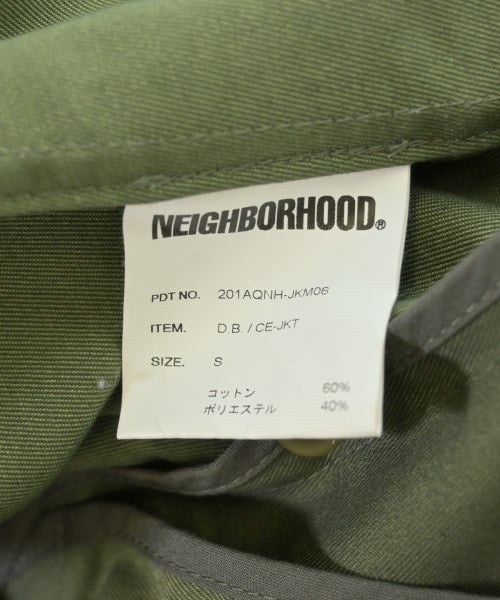 NEIGHBORHOOD®
PDT NO. 201AQNH-JKM06
ITEM. D.B. / CE-JKT
SIZE. S
コットン 60%
ポリエステル 40%